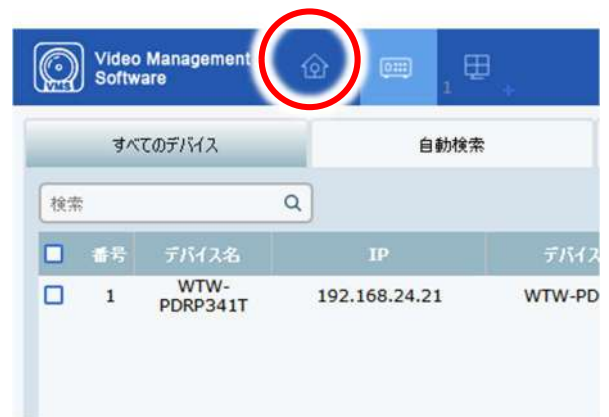 Video Management
Software
VMS
1
すべてのデバイス
自動検索
検索
番号
デバイス名
IP
デバイス
1
WTW-
PDRP341T
192.168.24.21
WTW-PD